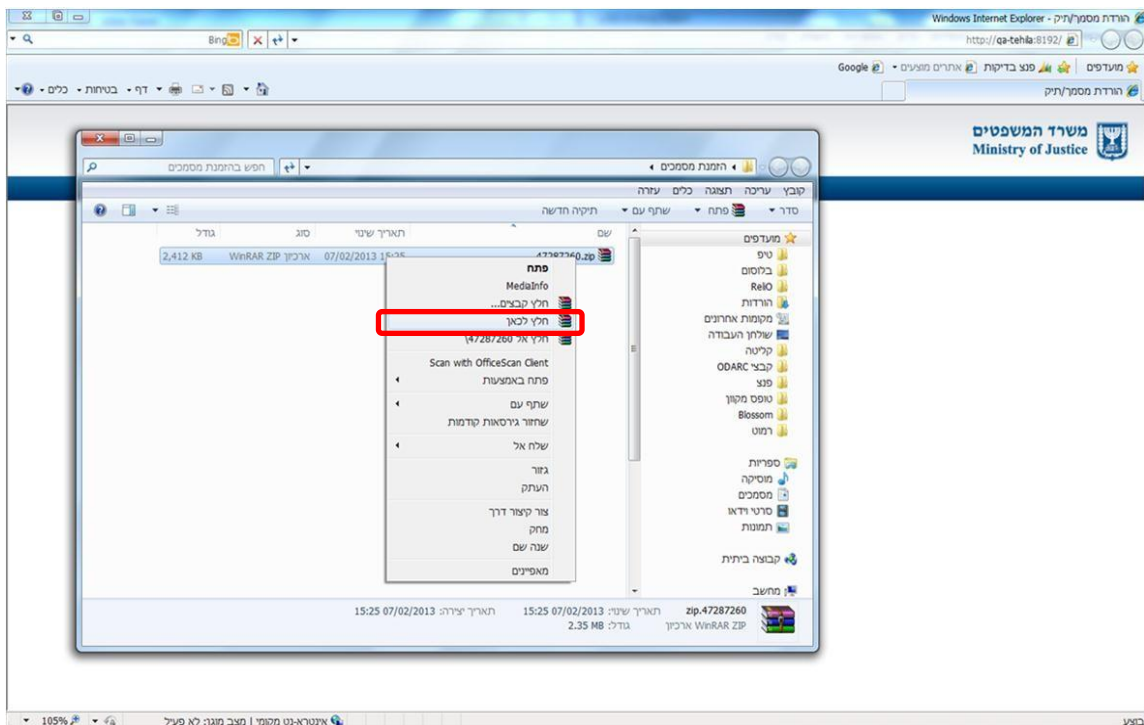 הורדת מסמך/תיק - Windows Internet Explorer
http://qa-tehila:8192/
Bing
מועדפים
פנצ בדיקות
אתרים מוצעים
Google
הורדת מסמך/תיק
דף
בטיחות
כלים
משרד המשפטים
Ministry of Justice
הזמנת מסמכים
חפש בהזמנת מסמכים
קובץ עריכה תצוגה כלים עזרה
סדר
פתח
שתף עם
תיקיה חדשה
שם
תאריך שינוי
סוג
גודל
47287260.zip
07/02/2013 15:25
ארכיון WinRAR ZIP
2,412 KB
מועדפים
טיפ
בלוסום
RelIO
הורדות
מקומות אחרונים
שולחן העבודה
קליטה
קבצי ODARC
פנצ
טופס מקוון
Blossom
רמוט
ספריות
מוסיקה
מסמכים
סרטי וידאו
תמונות
קבוצה ביתית
מחשב
פתח
MediaInfo
חלץ קבצים...
חלץ לכאן
חלץ אל 47287260\
Scan with OfficeScan Client
פתח באמצעות
שתף עם
שחזור גירסאות קודמות
שלח אל
גזור
העתק
צור קיצור דרך
מחק
שנה שם
מאפיינים
zip.47287260
תאריך שינוי: 07/02/2013 15:25
תאריך יצירה: 07/02/2013 15:25
ארכיון WinRAR ZIP
גודל: 2.35 MB
בוצע
אינטרא-נט מקומי | מצב מוגן: לא פעיל
105%